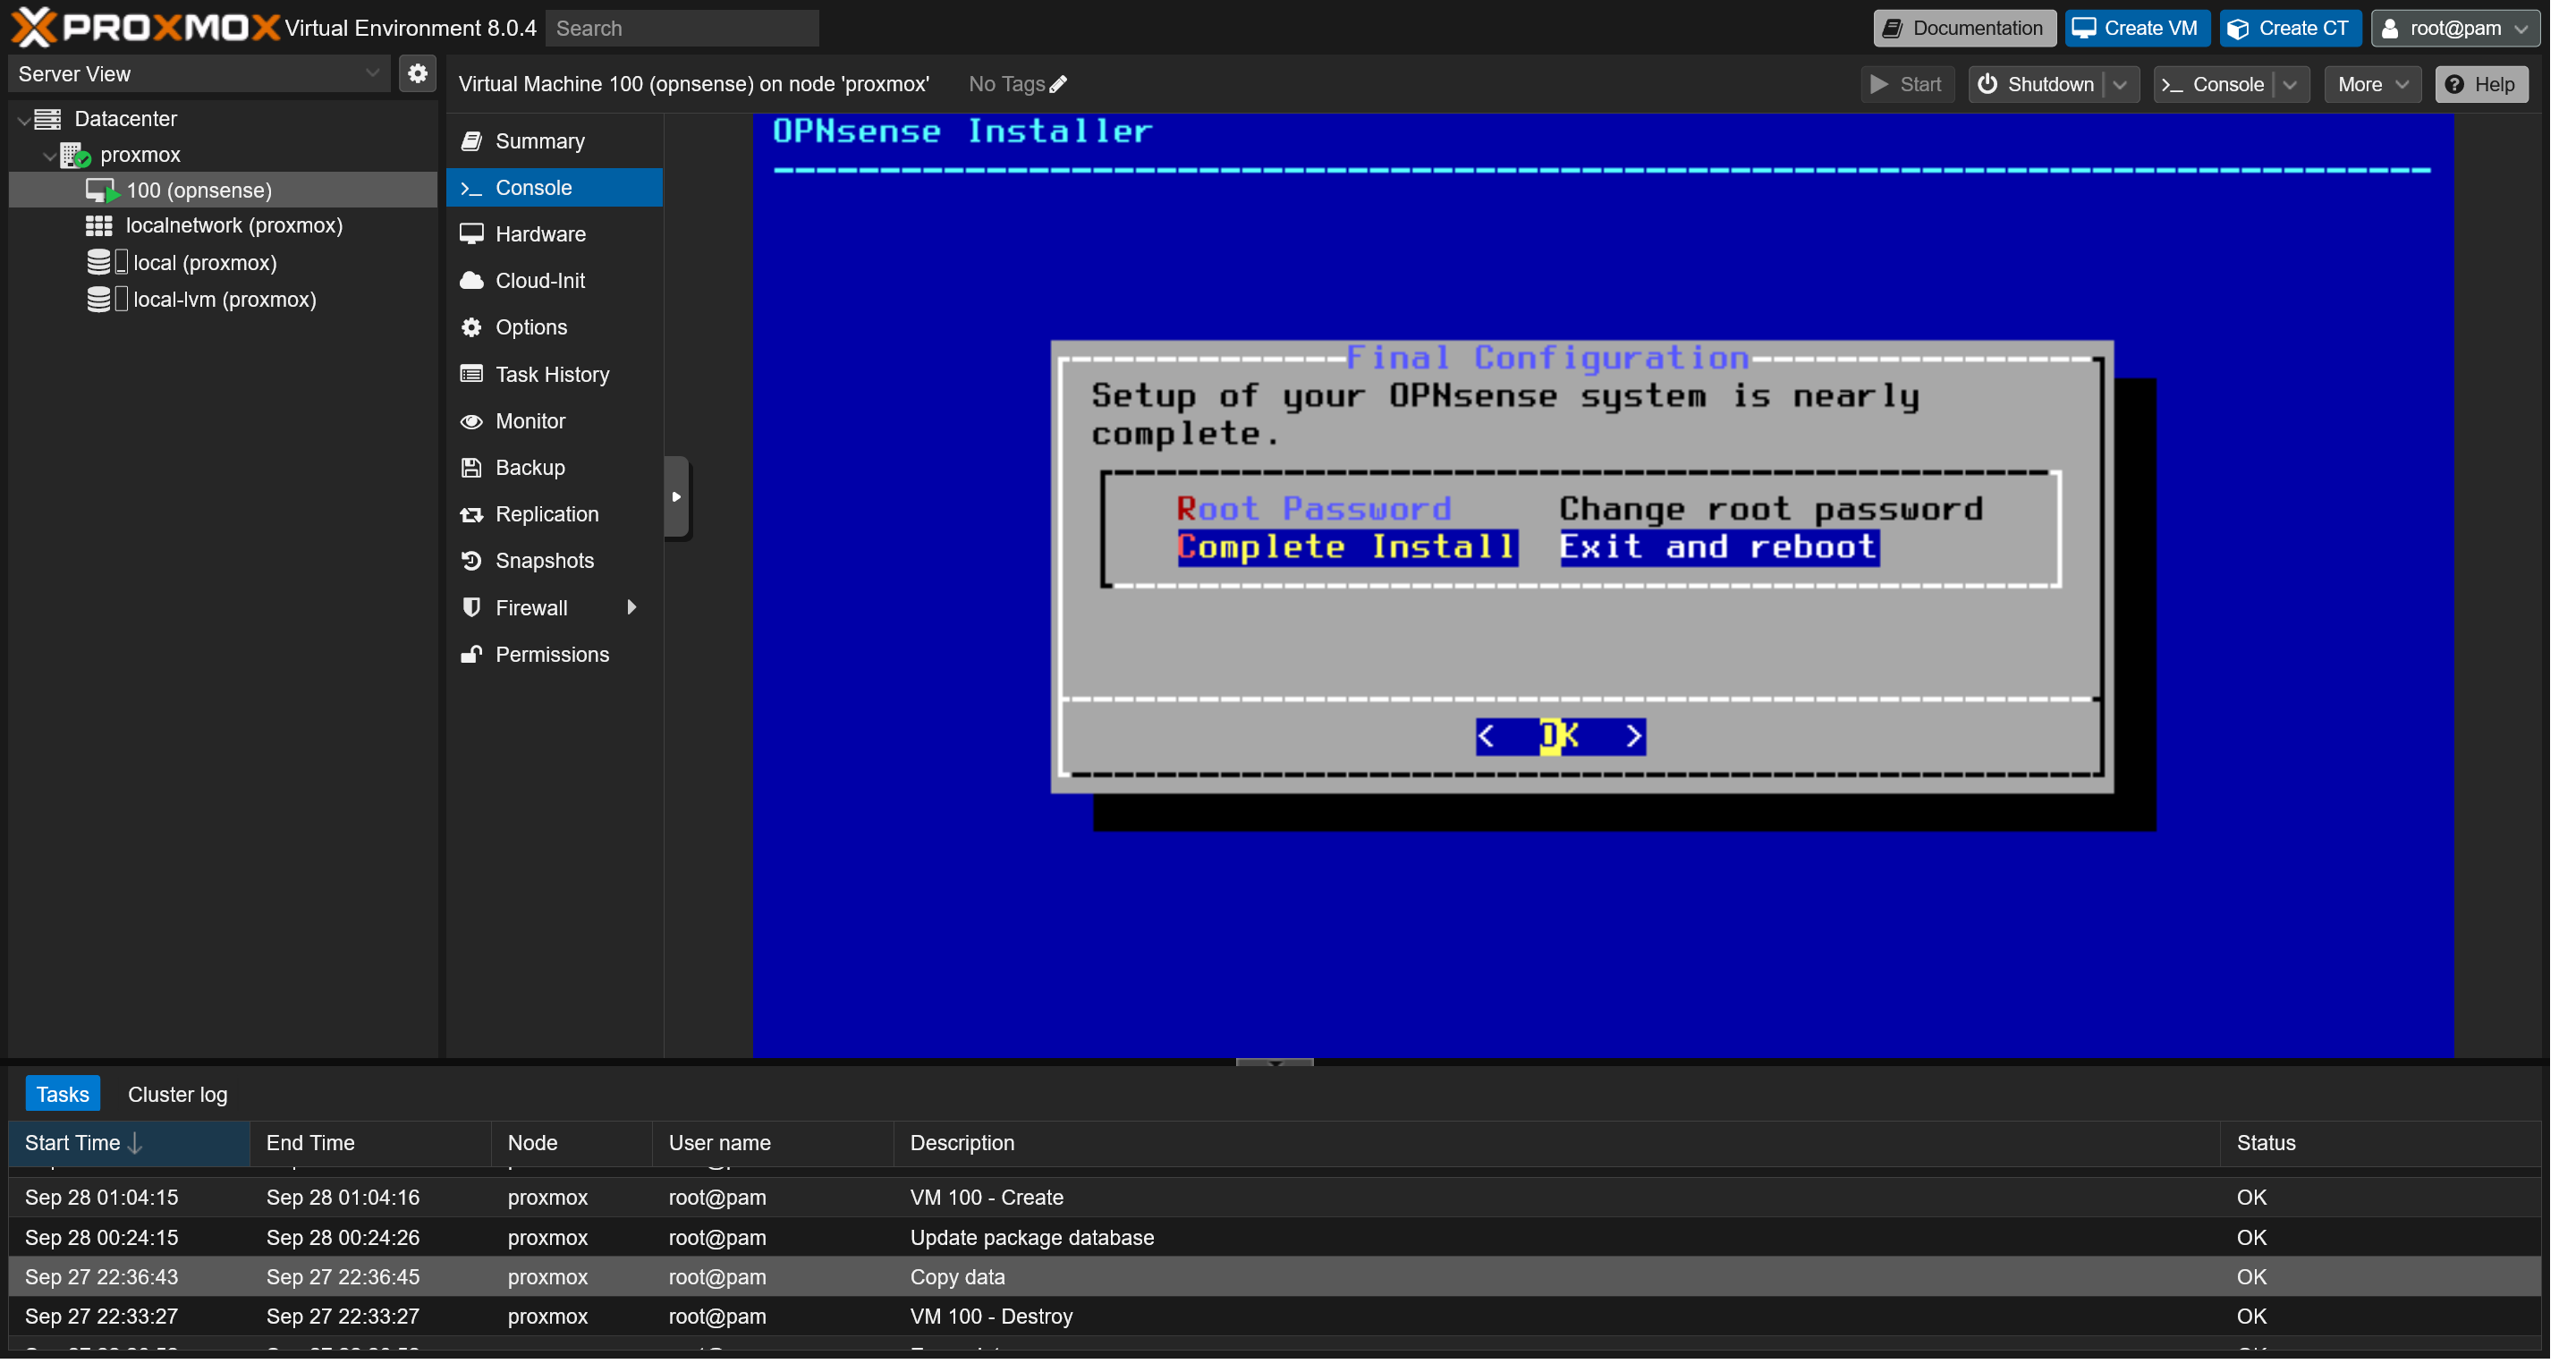 PROXMOX Virtual Environment 8.0.4 Search Documentation Create VM Create CT root@pam
Server View
Virtual Machine 100 (opnsense) on node 'proxmox' No Tags Start Shutdown Console More Help
Datacenter
proxmox
100 (opnsense)
localnetwork (proxmox)
local (proxmox)
local-lvm (proxmox)
Summary
Console
Hardware
Cloud-Init
Options
Task History
Monitor
Backup
Replication
Snapshots
Firewall
Permissions
OPNsense Installer
Final Configuration
Setup of your OPNsense system is nearly
complete.
Root Password Change root password
Complete Install Exit and reboot
< OK >
Tasks Cluster log
Start Time End Time Node User name Description Status
Sep 28 01:04:15 Sep 28 01:04:16 proxmox root@pam VM 100 - Create OK
Sep 28 00:24:15 Sep 28 00:24:26 proxmox root@pam Update package database OK
Sep 27 22:36:43 Sep 27 22:36:45 proxmox root@pam Copy data OK
Sep 27 22:33:27 Sep 27 22:33:27 proxmox root@pam VM 100 - Destroy OK